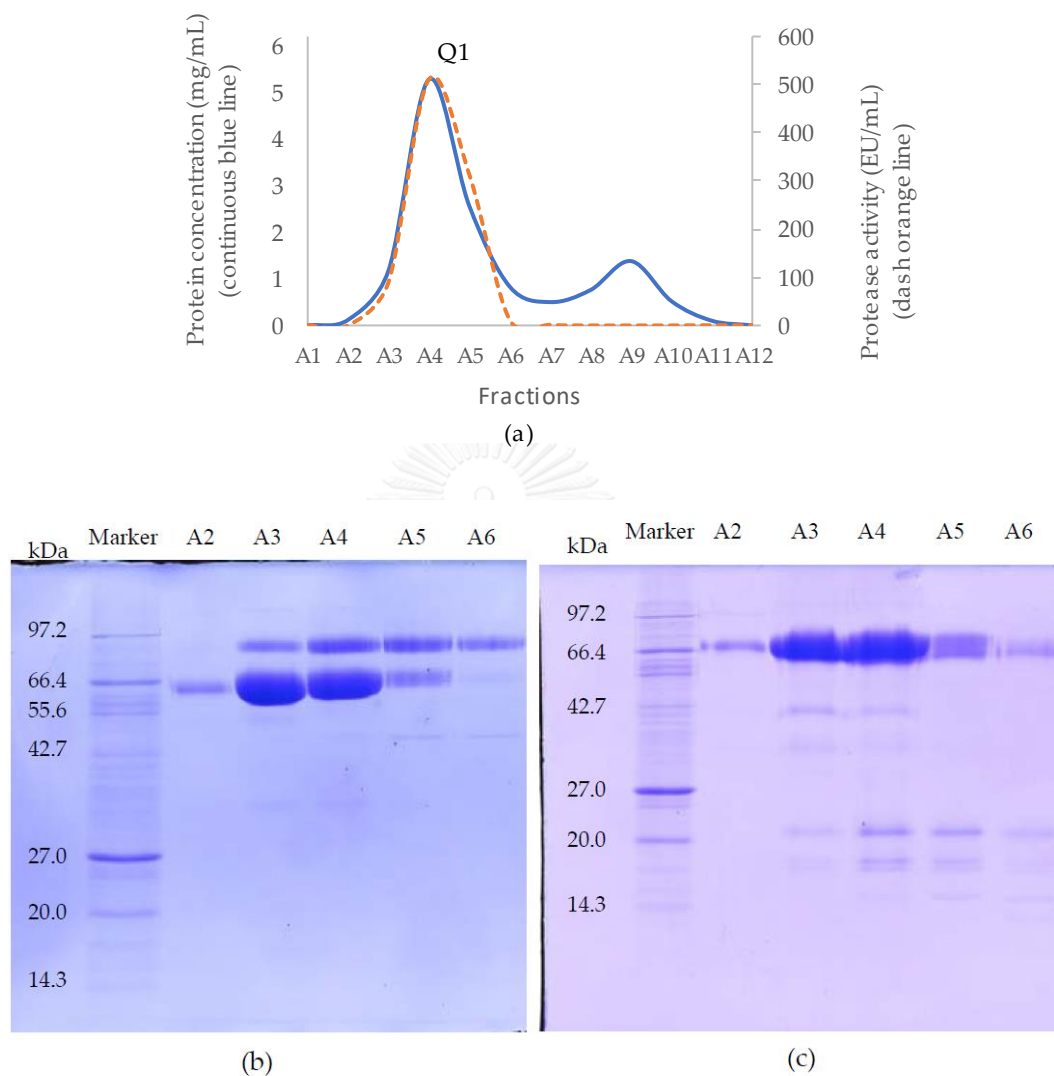 Protein concentration (mg/mL)
(continuous blue line)
6
5
4
3
2
1
0
Q1
600
500
400
300
200
100
0
Protease activity (EU/mL)
(dash orange line)
A1 A2 A3 A4 A5 A6 A7 A8 A9 A10 A11 A12
Fractions
(a)
kDa Marker A2 A3 A4 A5 A6
97.2
66.4
55.6
42.7
27.0
20.0
14.3
(b)
kDa Marker A2 A3 A4 A5 A6
97.2
66.4
42.7
27.0
20.0
14.3
(c)